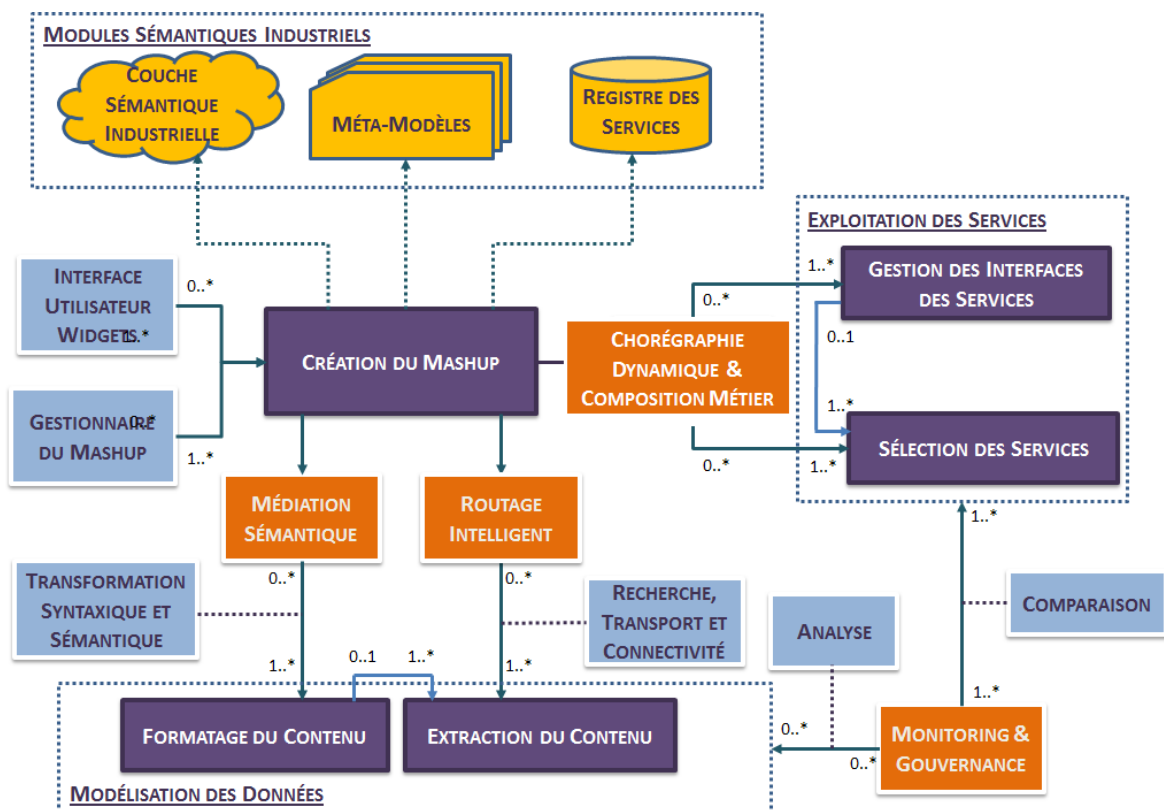 MODULES SÉMANTIQUES INDUSTRIELS
COUCHE
SÉMANTIQUE
INDUSTRIELLE
MÉTA-MODÈLES
REGISTRE DES
SERVICES
EXPLOITATION DES SERVICES
INTERFACE
UTILISATEUR
WIDGETS
0..*
1..*
GESTIONNAIRE
DU MASHUP
0..*
1..*
CRÉATION DU MASHUP
CHORÉGRAPHIE
DYNAMIQUE &
COMPOSITION MÉTIER
0..*
1..*
GESTION DES INTERFACES
DES SERVICES
0..1
1..*
SÉLECTION DES SERVICES
0..*
1..*
MÉDIATION
SÉMANTIQUE
ROUTAGE
INTELLIGENT
0..*
0..*
1..*
TRANSFORMATION
SYNTAXIQUE ET
SÉMANTIQUE
RECHERCHE,
TRANSPORT ET
CONNECTIVITÉ
ANALYSE
COMPARAISON
1..*
0..1
1..*
1..*
1..*
FORMATAGE DU CONTENU
EXTRACTION DU CONTENU
0..*
0..*
MONITORING &
GOUVERNANCE
MODÉLISATION DES DONNÉES